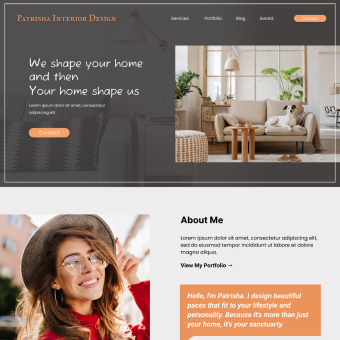 Patrisha Interior Design
Services Portfolio Blog Award Contact
We shape your home
and then
Your home shape us
Lorem ipsum dolor sit amet, consectetur
adipiscing elit
Contact
About Me
Lorem ipsum dolor sit amet, consectetur adipiscing elit,
sed do eiusmod tempor incididunt ut labore et dolore
magna aliqua.
View My Portfolio →
Hello, I'm Patrisha. I design beautiful
paces that fit to your lifestyle and
personality. Because it's more than just
your home, it's your sanctuarty.